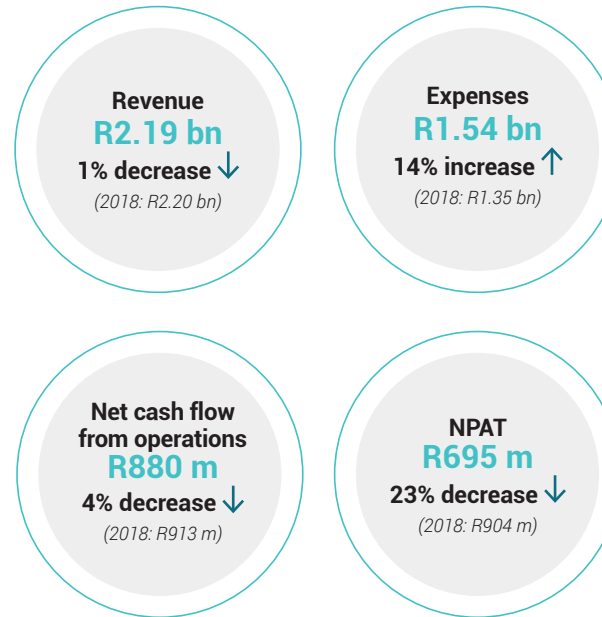 Revenue
R2.19 bn
1% decrease ↓
(2018: R2.20 bn)
Expenses
R1.54 bn
14% increase ↑
(2018: R1.35 bn)
Net cash flow
from operations
R880 m
4% decrease ↓
(2018: R913 m)
NPAT
R695 m
23% decrease ↓
(2018: R904 m)